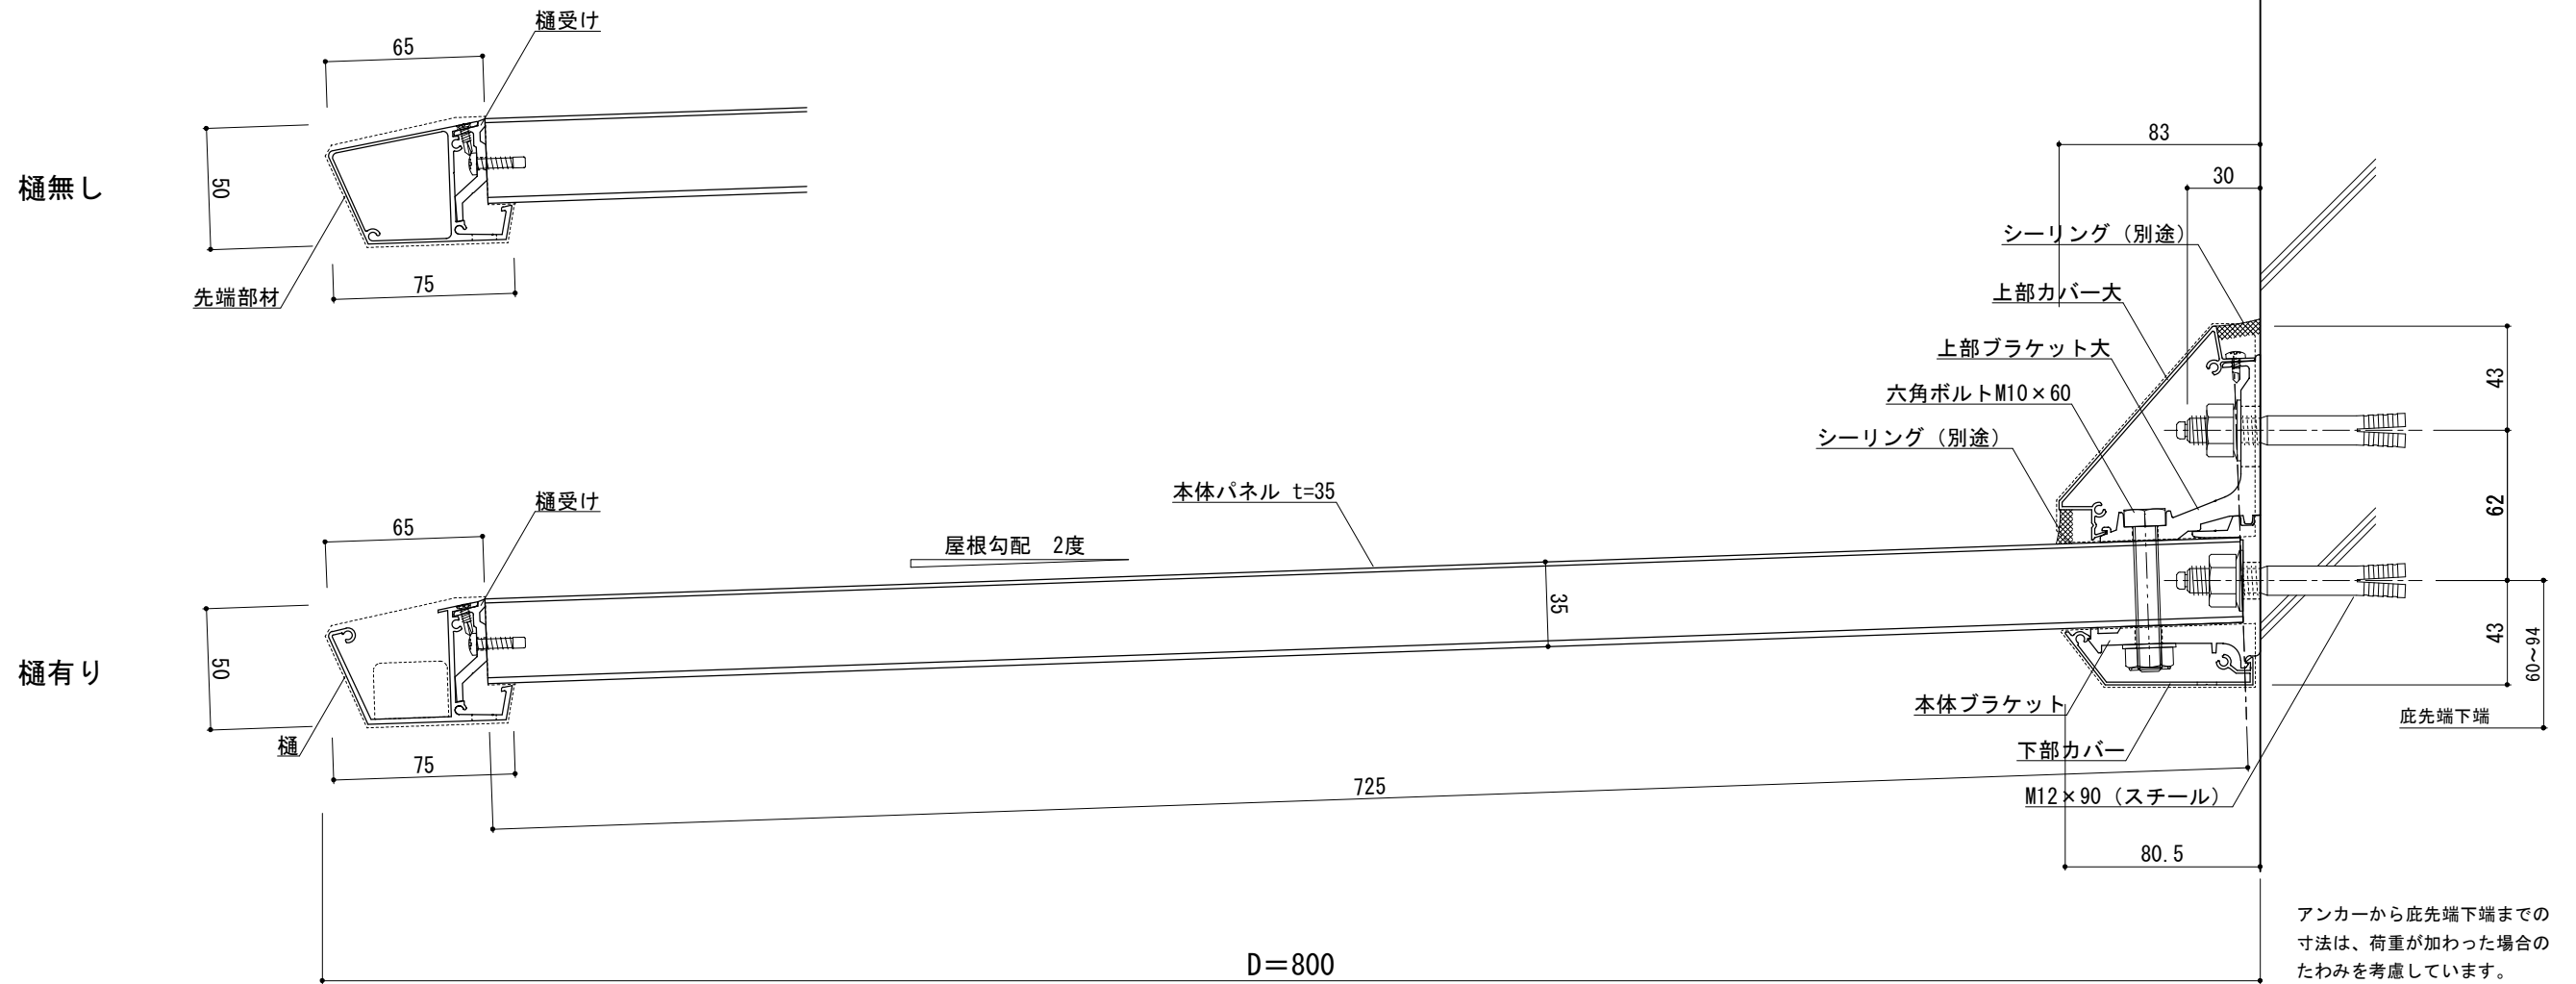 樋受け
65
樋無し
50
先端部材
75
83
30
シーリング（別途）
上部カバー大
上部ブラケット大
六角ボルトM10×60
シーリング（別途）
43
62
43
60～94
庇先端下端
本体パネル t=35
屋根勾配 2度
35
樋受け
65
樋有り
50
樋
75
本体ブラケット
下部カバー
M12×90（スチール）
725
80.5
D＝800
アンカーから庇先端下端までの
寸法は、荷重が加わった場合の
たわみを考慮しています。